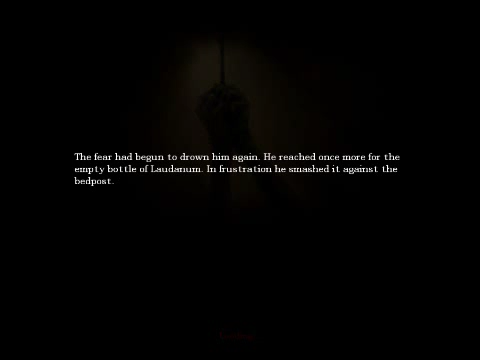 The fear had begun to drown him again. He reached once more for the
empty bottle of Laudanum. In frustration he smashed it against the
bedpost.